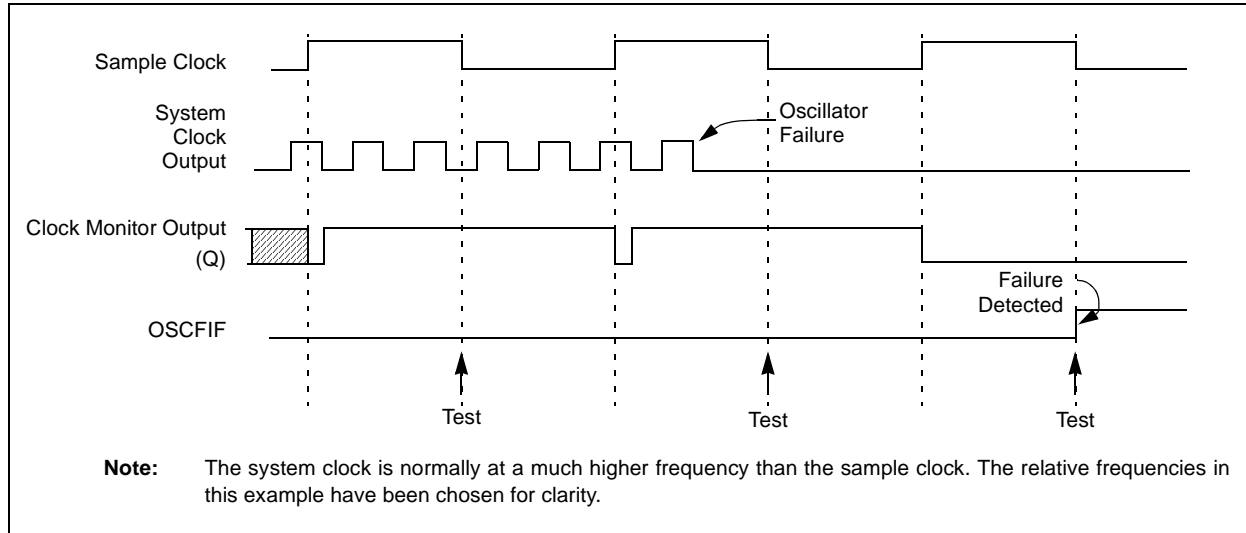 Sample Clock
System
Clock
Output
Oscillator
Failure
Clock Monitor Output
(Q)
Failure
Detected
OSCFIF
Test
Test
Test
Note: The system clock is normally at a much higher frequency than the sample clock. The relative frequencies in
this example have been chosen for clarity.